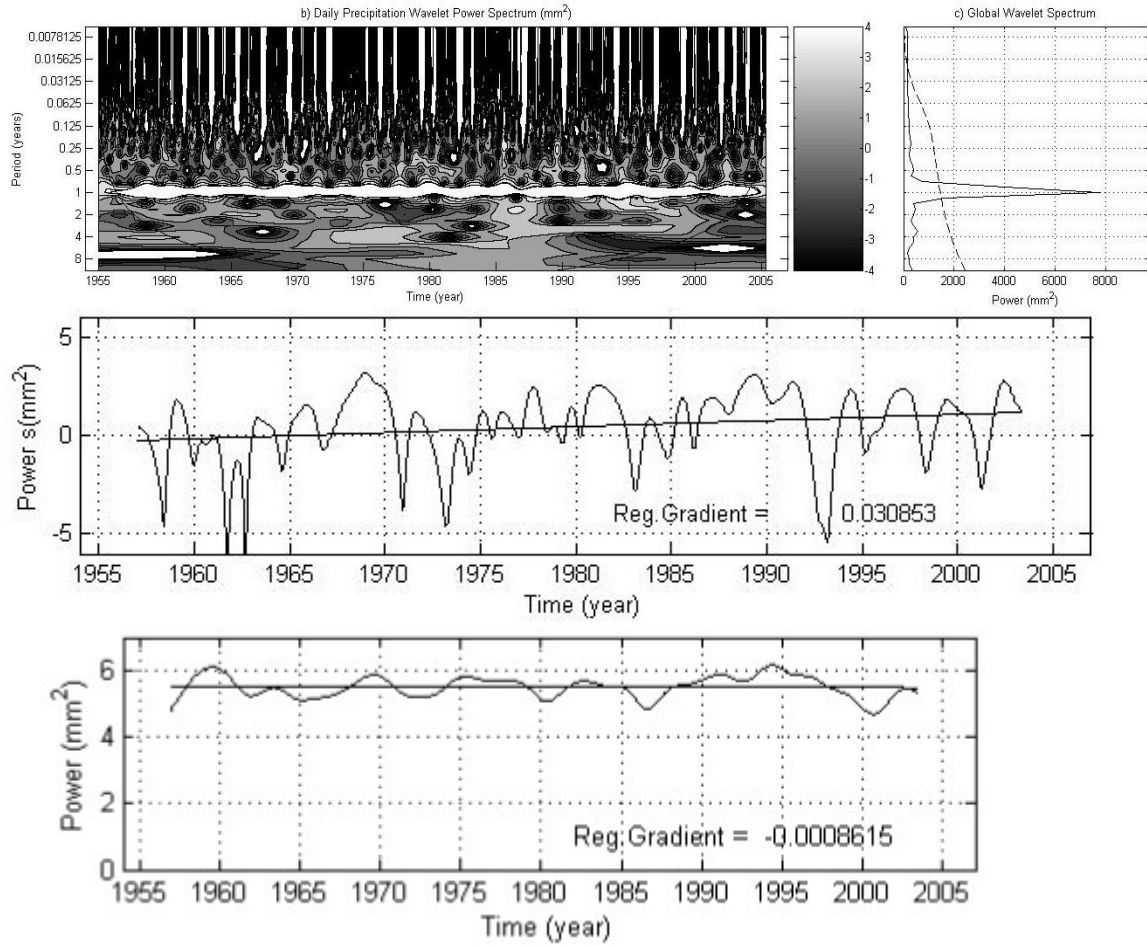 b) Daily Precipitation Wavelet Power Spectrum (mm²)
c) Global Wavelet Spectrum
Period (years)
0.0078125
0.015625
0.03125
0.0625
0.125
0.25
0.5
1
2
4
8
1955 1960 1965 1970 1975 1980 1985 1990 1995 2000 2005
Time (year)
4
3
2
1
0
-1
-2
-3
-4
0 2000 4000 6000 8000
Power (mm²)
Power s(mm²)
5
0
-5
Reg.Gradient = 0.030853
1955 1960 1965 1970 1975 1980 1985 1990 1995 2000 2005
Time (year)
Power (mm²)
6
4
2
0
Reg.Gradient = -0.0008615
1955 1960 1965 1970 1975 1980 1985 1990 1995 2000 2005
Time (year)